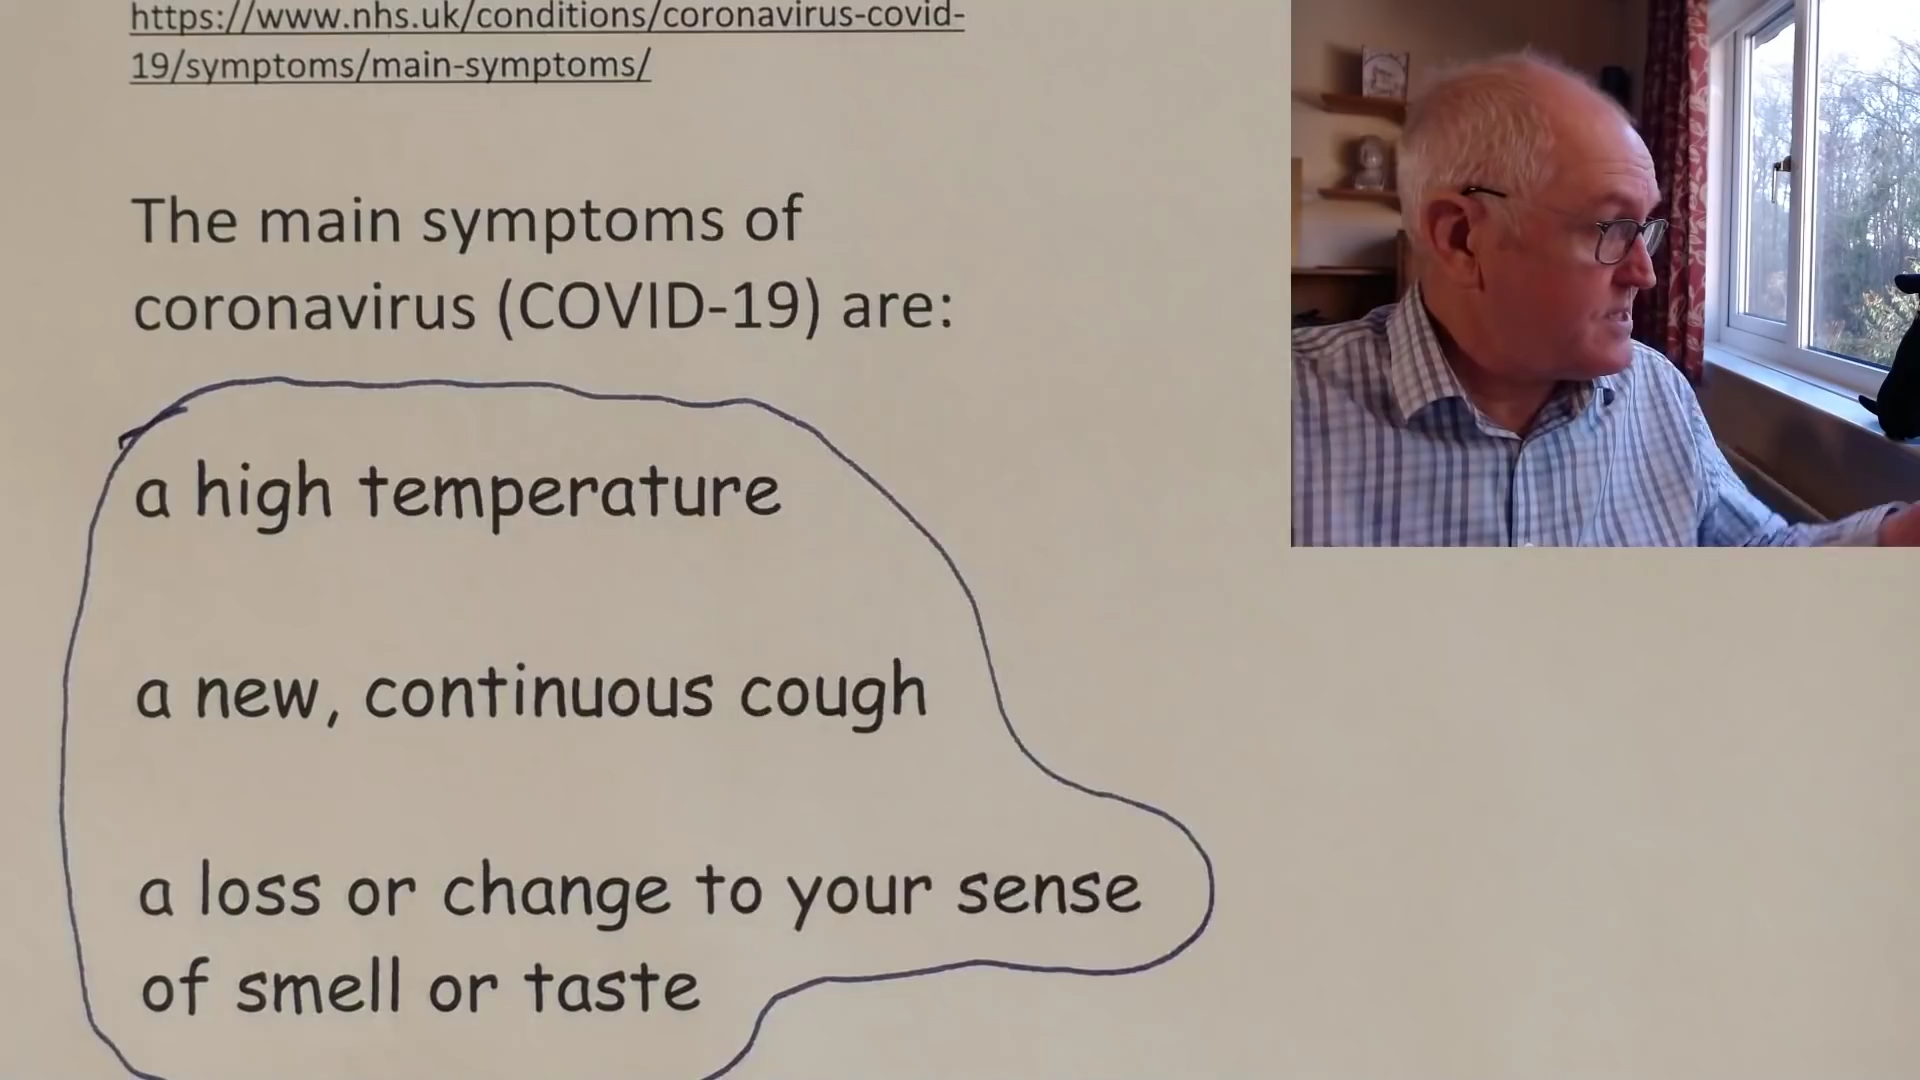 https://www.nhs.uk/conditions/coronavirus-covid-
19/symptoms/main-symptoms/
The main symptoms of
coronavirus (COVID-19) are:
a high temperature
a new, continuous cough
a loss or change to your sense
of smell or taste